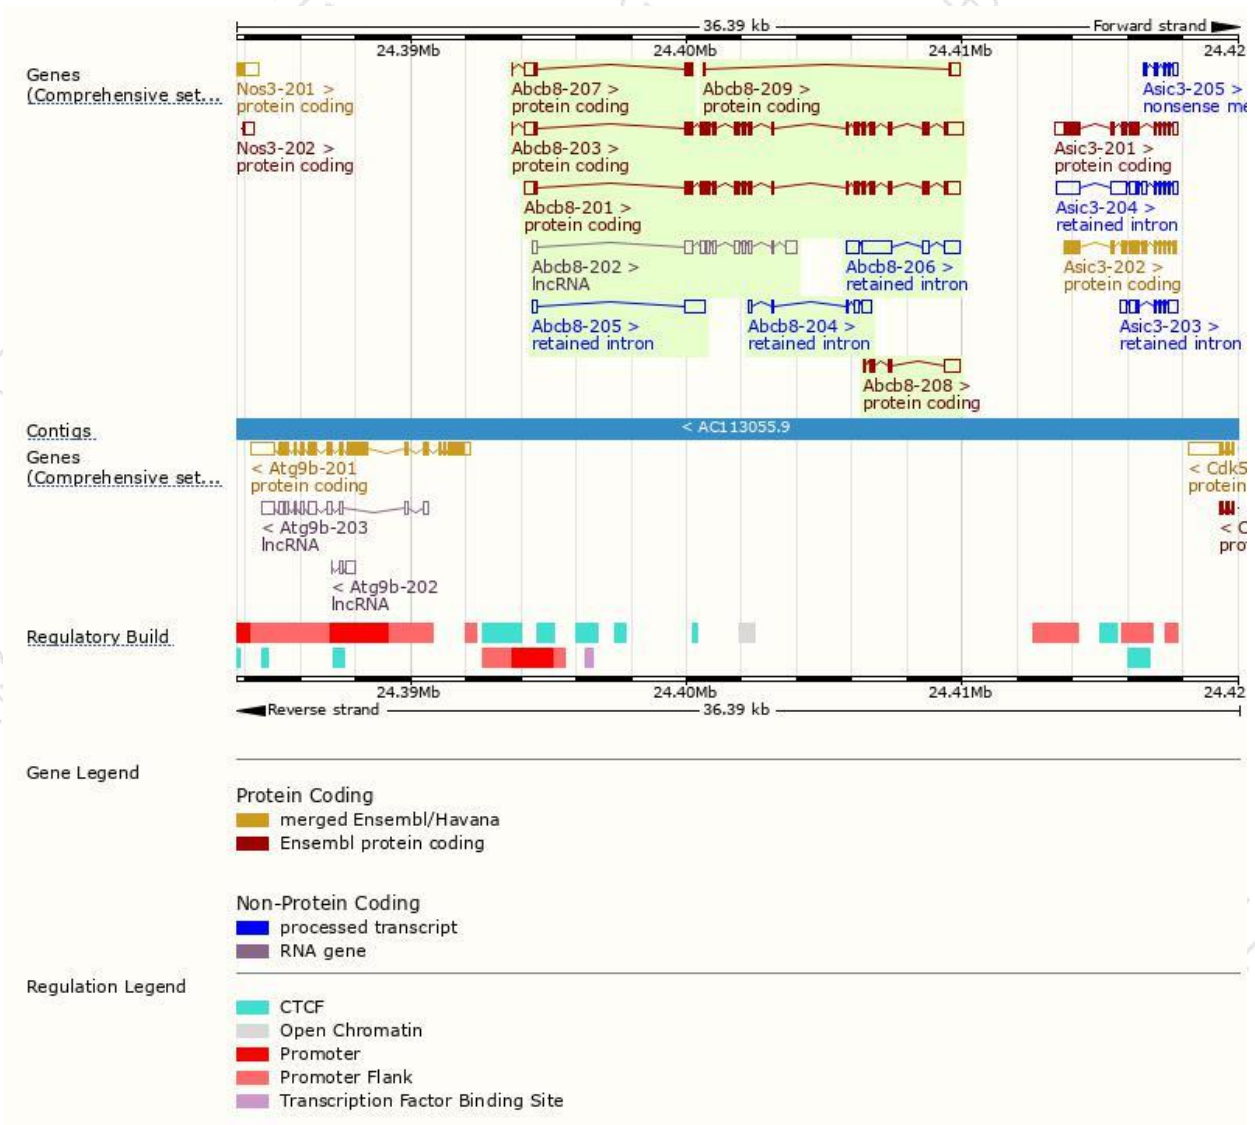 36.39 kb Forward strand
24.39Mb 24.40Mb 24.41Mb 24.42
Genes
(Comprehensive set...
Nos3-201 > Abcb8-207 > Abcb8-209 > Asic3-205 >
protein coding protein coding protein coding nonsense me
Nos3-202 > Abcb8-203 > Asic3-201 >
protein coding protein coding protein coding
Abcb8-201 > Asic3-204 >
protein coding retained intron
Abcb8-202 > Abcb8-206 > Asic3-202 >
lncRNA retained intron protein coding
Abcb8-205 > Abcb8-204 > Asic3-203 >
retained intron retained intron retained intron
Abcb8-208 >
protein coding
Contigs
< AC113055.9
Genes
(Comprehensive set...
< Atg9b-201 < Cdk5
protein coding protein
< Atg9b-203 < C
lncRNA pro
< Atg9b-202
lncRNA
Regulatory Build
24.39Mb 24.40Mb 24.41Mb 24.42
Reverse strand 36.39 kb
Gene Legend
Protein Coding
merged Ensembl/Havana
Ensembl protein coding
Non-Protein Coding
processed transcript
RNA gene
Regulation Legend
CTCF
Open Chromatin
Promoter
Promoter Flank
Transcription Factor Binding Site